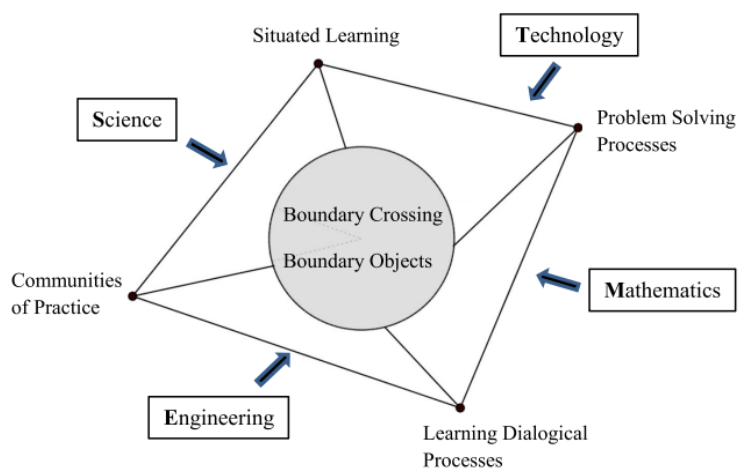 Situated Learning
Technology
Science
Problem Solving
Processes
Boundary Crossing
Boundary Objects
Communities
of Practice
Mathematics
Engineering
Learning Dialogical
Processes